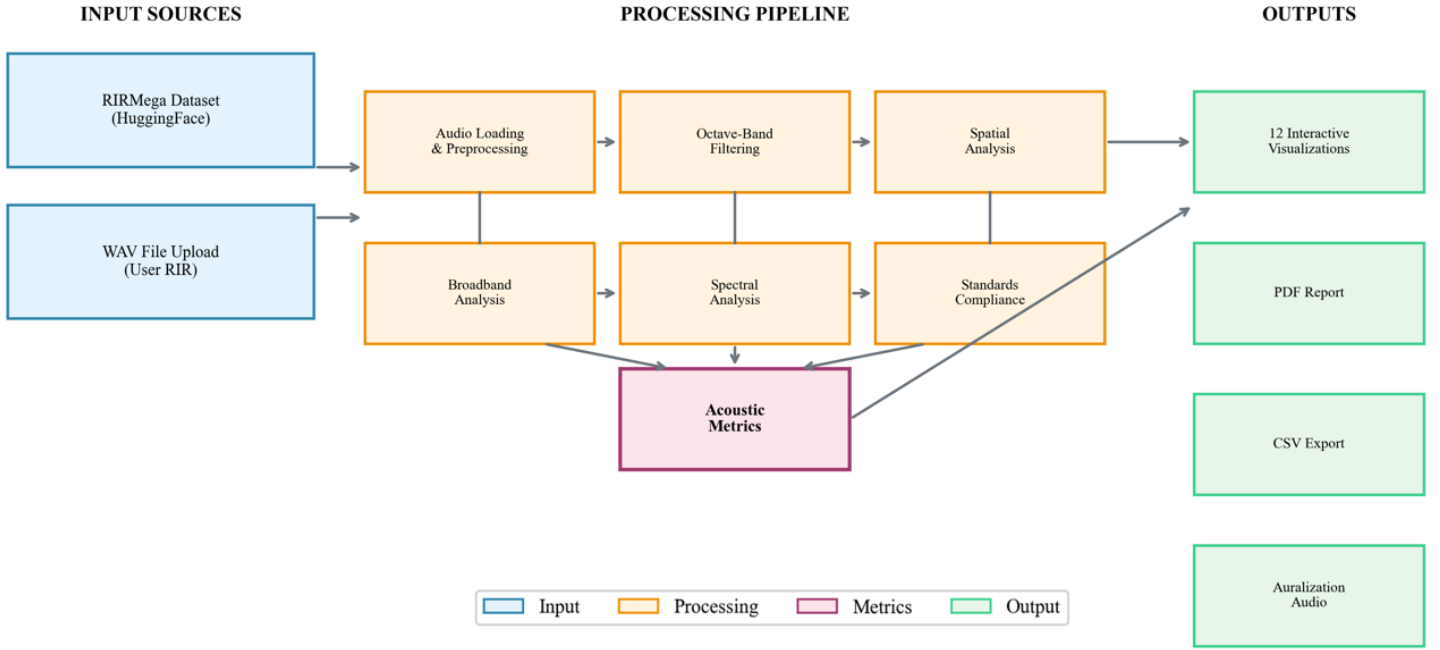 INPUT SOURCES
PROCESSING PIPELINE
OUTPUTS
RIRMega Dataset
(HuggingFace)
WAV File Upload
(User RIR)
Audio Loading
& Preprocessing
Octave-Band
Filtering
Spatial
Analysis
Broadband
Analysis
Spectral
Analysis
Standards
Compliance
Acoustic
Metrics
12 Interactive
Visualizations
PDF Report
CSV Export
Auralization
Audio
Input
Processing
Metrics
Output